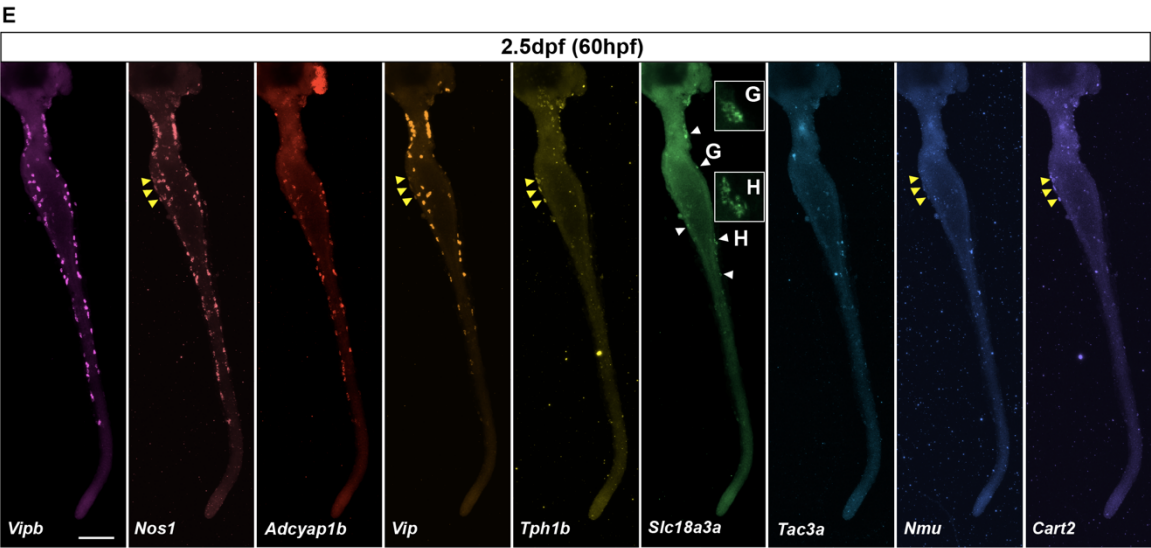 E
2.5dpf (60hpf)
G
G
H
H
Vipb
Nos1
Adcyap1b
Vip
Tph1b
Slc18a3a
Tac3a
Nmu
Cart2